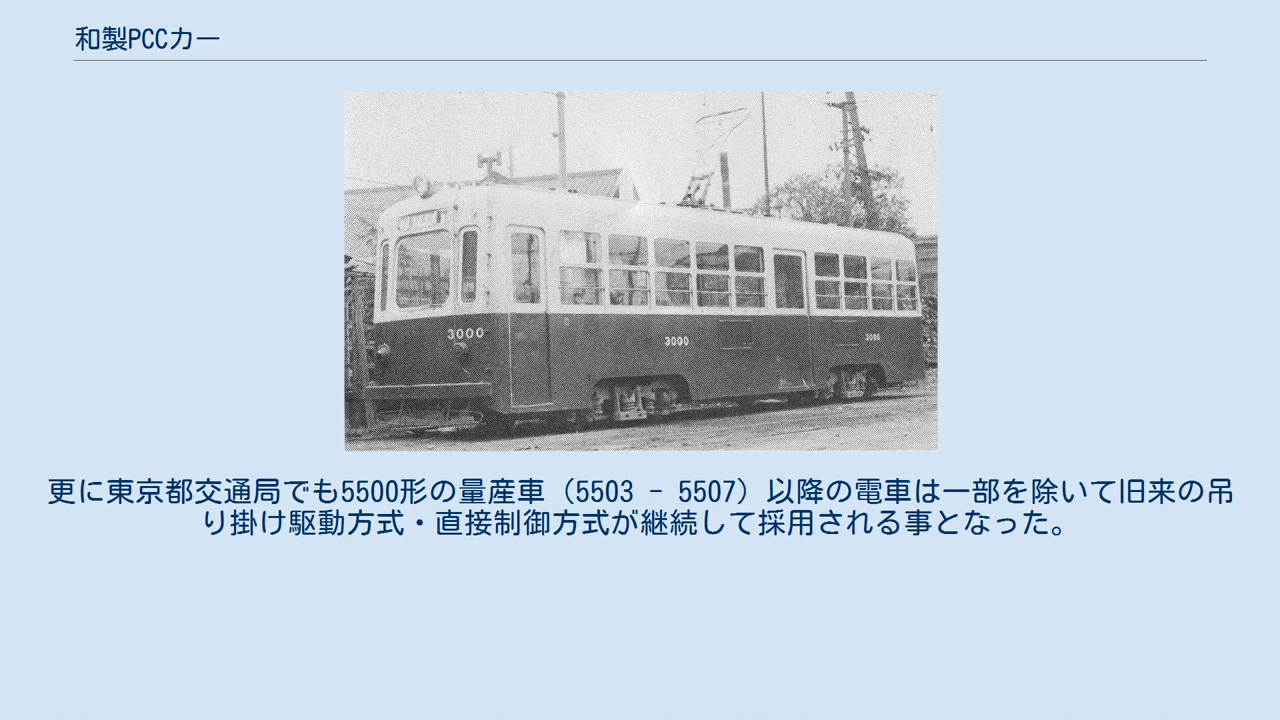 和製PCCカー
3000
3000
3000
更に東京都交通局でも5500形の量産車（5503 - 5507）以降の電車は一部を除いて旧来の吊
り掛け駆動方式・直接制御方式が継続して採用される事となった。